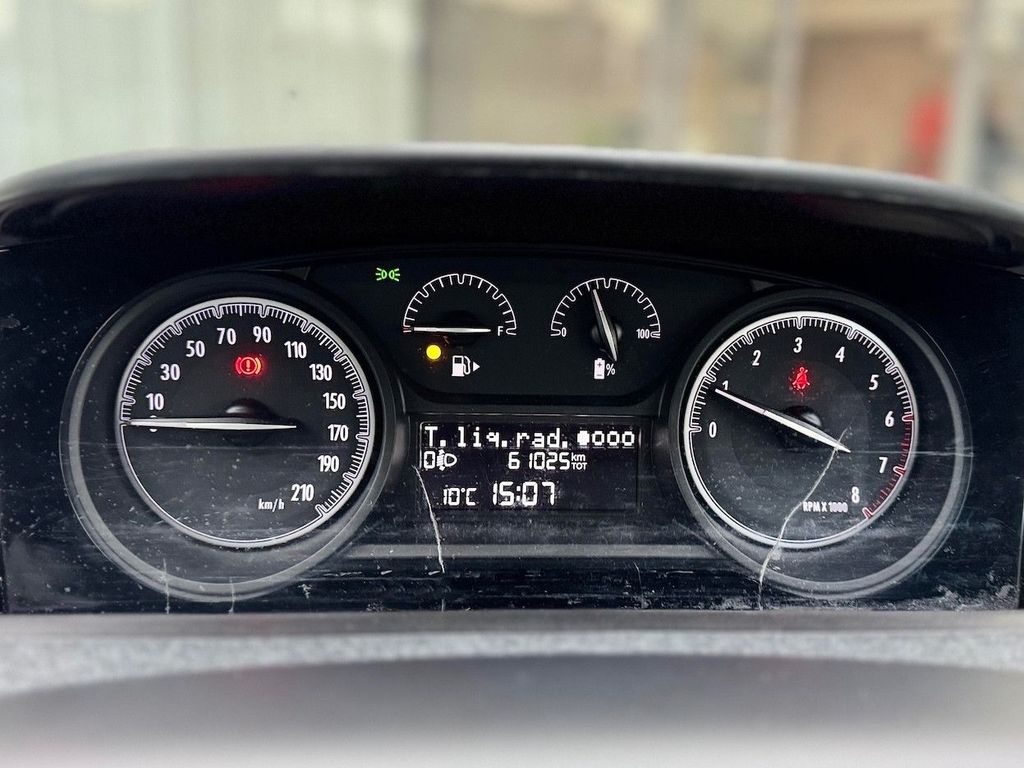 10 30 50 70 90 110 130 150 170 190 210
km/h
F
0 100
%
T. liq. rad.
0 61025 km TOT
10°C 15:07
0 1 2 3 4 5 6 7 8
RPM X 1000